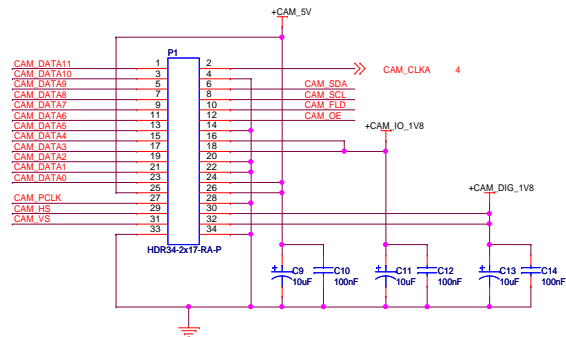 +CAM_5V
P1
CAM_DATA11 1 2 CAM_CLKA 4
CAM_DATA10 3 4
CAM_DATA9 5 6 CAM_SDA
CAM_DATA8 7 8 CAM_SCL
CAM_DATA7 9 10 CAM_FLD
CAM_DATA6 11 12 CAM_OE
CAM_DATA5 13 14 +CAM_IO_1V8
CAM_DATA4 15 16
CAM_DATA3 17 18
CAM_DATA2 19 20
CAM_DATA1 21 22
CAM_DATA0 23 24
25 26 +CAM_DIG_1V8
CAM_PCLK 27 28
CAM_HS 29 30
CAM_VS 31 32
33 34
HDR34-2x17-RA-P
C9 C10 C11 C12 C13 C14
10uF 100nF 10uF 100nF 10uF 100nF